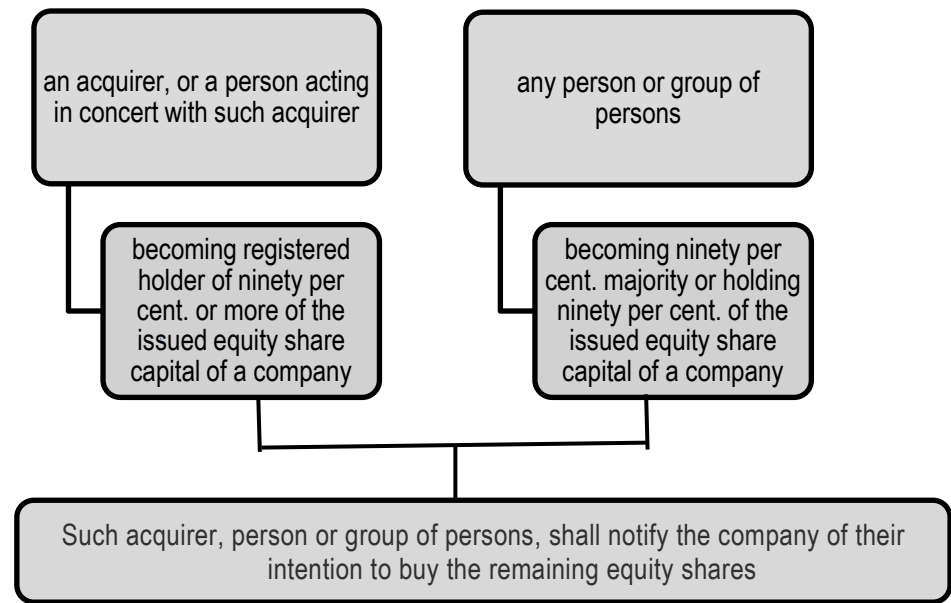 an acquirer, or a person acting
in concert with such acquirer
any person or group of
persons
becoming registered
holder of ninety per
cent. or more of the
issued equity share
capital of a company
becoming ninety per
cent. majority or holding
ninety per cent. of the
issued equity share
capital of a company
Such acquirer, person or group of persons, shall notify the company of their
intention to buy the remaining equity shares